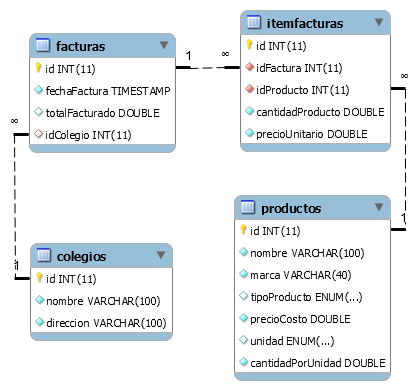 facturas
id INT(11)
fechaFactura TIMESTAMP
totalFacturado DOUBLE
idColegio INT(11)
1
∞
itemfacturas
id INT(11)
idFactura INT(11)
idProducto INT(11)
cantidadProducto DOUBLE
precioUnitario DOUBLE
∞
1
∞
1
colegios
id INT(11)
nombre VARCHAR(100)
direccion VARCHAR(100)
productos
id INT(11)
nombre VARCHAR(100)
marca VARCHAR(40)
tipoProducto ENUM(...)
precioCosto DOUBLE
unidad ENUM(...)
cantidadPorUnidad DOUBLE